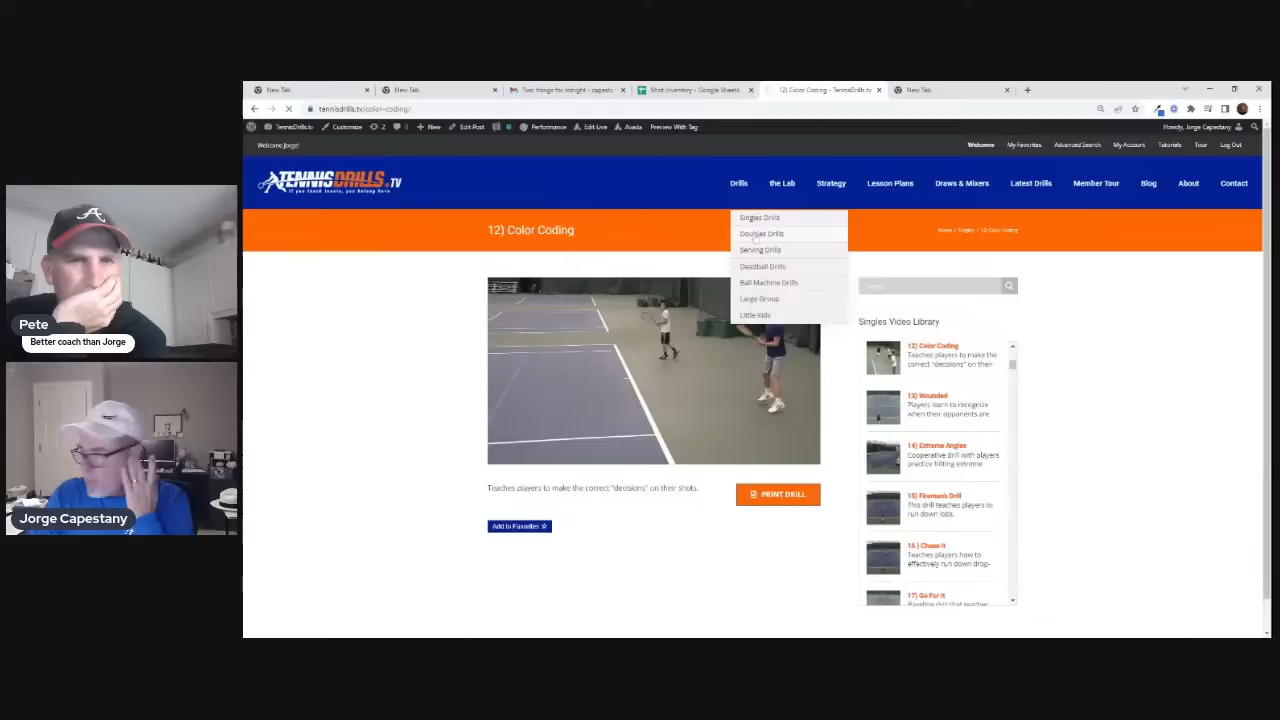 New Tab
New Tab
Two things for tonight - capesta
Shot Inventory - Google Sheets
12) Color Coding - TennisDrills.tv
New Tab
tennisdrills.tv/color-coding/
TennisDrills.tv
Customize
2
New
Edit Post
Performance
Edit Live
Avada
Preview With Tag
Howdy, Jorge Capestany
Welcome Jorge!
Welcome
My Favorites
Advanced Search
My Account
Tutorials
Tour
Log Out
TENNISDRILLS.TV
If you teach tennis, you belong here
Drills
the Lab
Strategy
Lesson Plans
Draws & Mixers
Latest Drills
Member Tour
Blog
About
Contact
12) Color Coding
Home / Singles / 12) Color Coding
Singles Drills
Doubles Drills
Serving Drills
Deadball Drills
Ball Machine Drills
Large Group
Little Kids
Singles Video Library
12) Color Coding
Teaches players to make the
correct "decisions" on their
13) Wounded
Players learn to recognize
when their opponents are
14) Extreme Angles
Cooperative drill with players
practice hitting extreme
15) Fireman's Drill
This drill teaches players to
run down lobs.
16 ) Chase It
Teaches players how to
effectively run down drop-
17) Go For It
Baseline drill that teaches
Teaches players to make the correct "decisions" on their shots.
PRINT DRILL
Add to Favorites ☆
A
Pete
Better coach than Jorge
Jorge Capestany